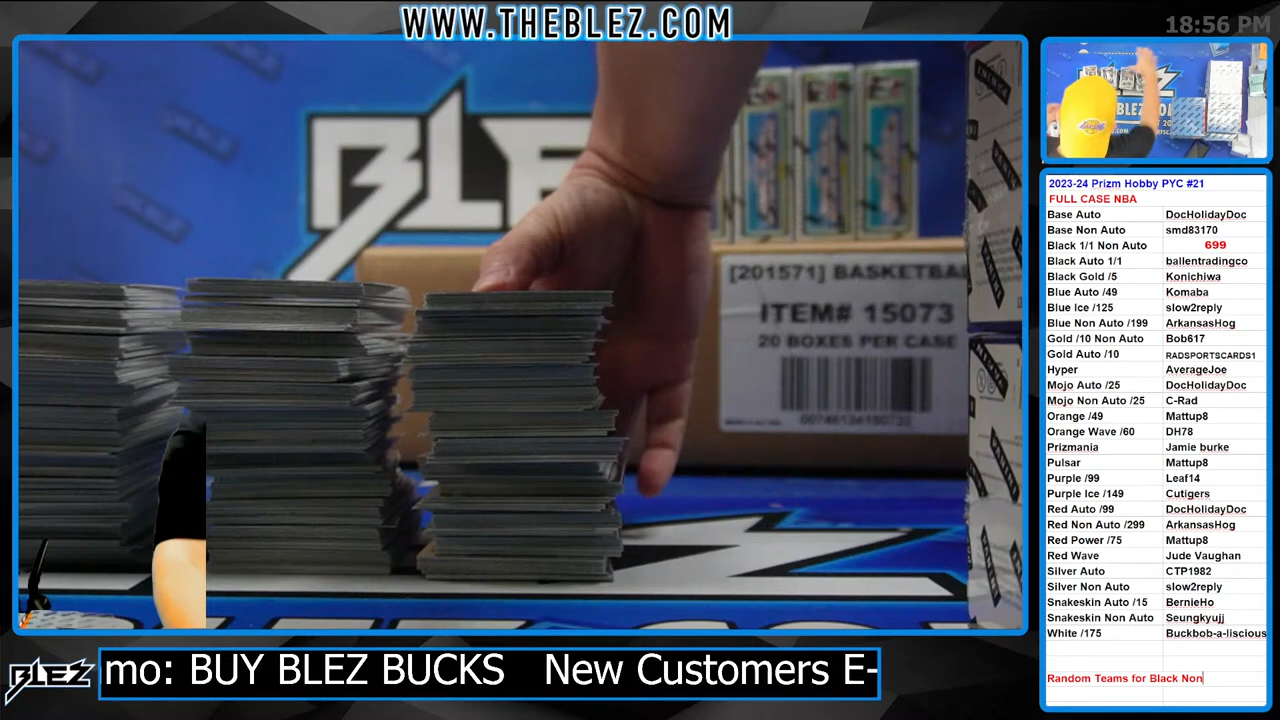 WWW.THEBLEZ.COM
18:56 PM
BLEZ
[201571] BASKETBA
ITEM# 15073
20 BOXES PER CASE
2023-24 Prizm Hobby PYC #21
FULL CASE NBA
Base Auto DocHolidayDoc
Base Non Auto smd83170
Black 1/1 Non Auto 699
Black Auto 1/1 ballentradingco
Black Gold /5 Konichiwa
Blue Auto /49 Komaba
Blue Ice /125 slow2reply
Blue Non Auto /199 ArkansasHog
Gold /10 Non Auto Bob617
Gold Auto /10 RADSPORTSCARDS1
Hyper AverageJoe
Mojo Auto /25 DocHolidayDoc
Mojo Non Auto /25 C-Rad
Orange /49 Mattup8
Orange Wave /60 DH78
Prizmania Jamie burke
Pulsar Mattup8
Purple /99 Leaf14
Purple Ice /149 Cutigers
Red Auto /99 DocHolidayDoc
Red Non Auto /299 ArkansasHog
Red Power /75 Mattup8
Red Wave Jude Vaughan
Silver Auto CTP1982
Silver Non Auto slow2reply
Snakeskin Auto /15 BernieHo
Snakeskin Non Auto Seungkyujj
White /175 Buckbob-a-liscious
Random Teams for Black Non
BLEZ
mo: BUY BLEZ BUCKS New Customers E-